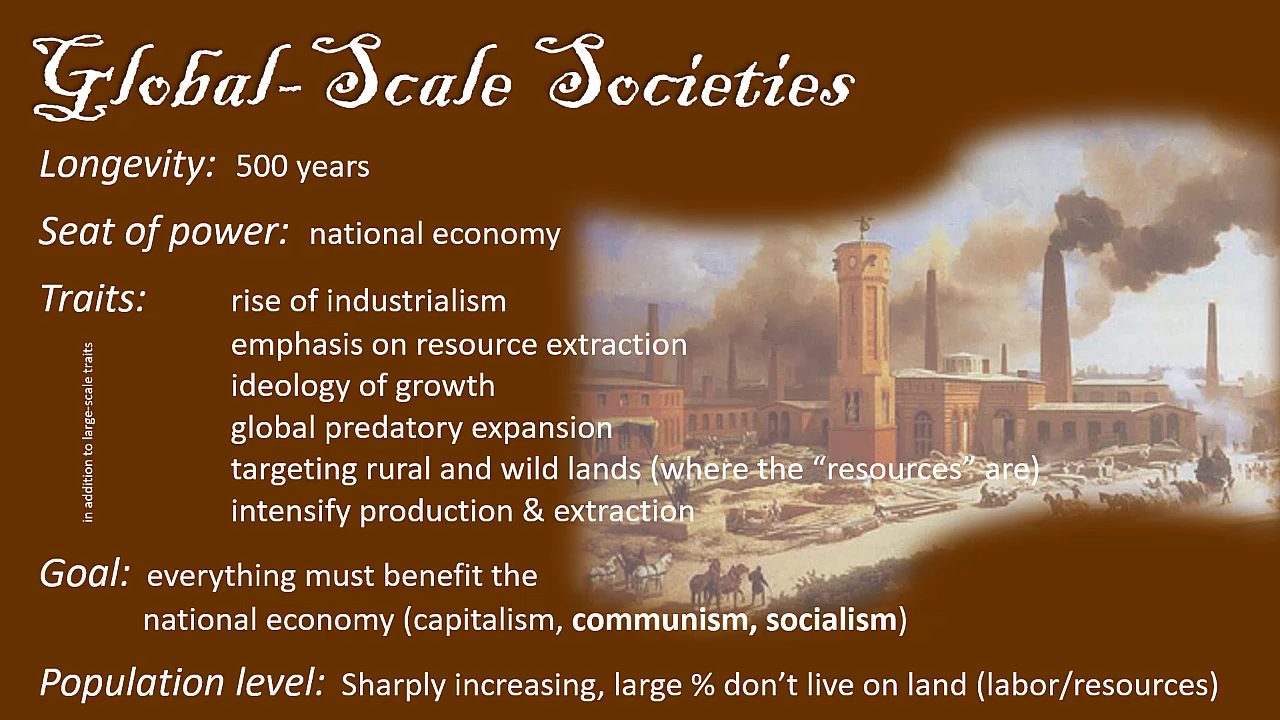 Global-Scale Societies
Longevity: 500 years
Seat of power: national economy
Traits: rise of industrialism
emphasis on resource extraction
ideology of growth
global predatory expansion
targeting rural and wild lands (where the “resources” are)
intensify production & extraction
in addition to large-scale traits
Goal: everything must benefit the
national economy (capitalism, communism, socialism)
Population level: Sharply increasing, large % don’t live on land (labor/resources)